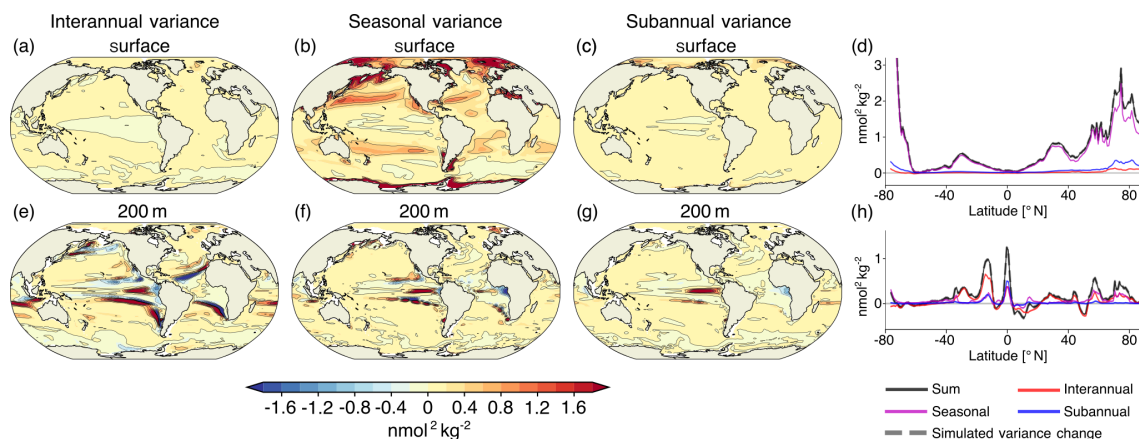 Interannual variance
Seasonal variance
Subannual variance
(a) surface
(b) surface
(c) surface
(d)
nmol² kg⁻²
3
2
1
0
-80 -40 0 40 80
Latitude [° N]
(e) 200 m
(f) 200 m
(g) 200 m
(h)
nmol² kg⁻²
1
0
-80 -40 0 40 80
Latitude [° N]
-1.6 -1.2 -0.8 -0.4 0 0.4 0.8 1.2 1.6
nmol² kg⁻²
Sum Interannual
Seasonal Subannual
Simulated variance change